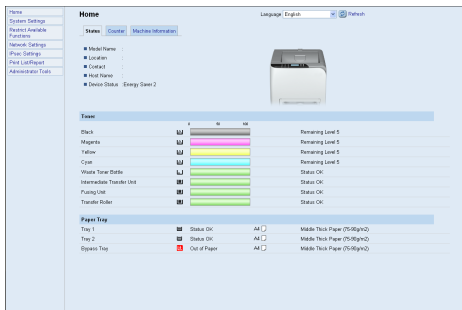 Home
System Settings
Restrict Available
Functions
Network Settings
IPsec Settings
Print List/Report
Administrator Tools
Home
Language English Refresh
Status Counter Machine Information
Model Name :
Location :
Contact :
Host Name :
Device Status :Energy Saver 2
Toner
0 50 100
Black Remaining Level 5
Magenta Remaining Level 5
Yellow Remaining Level 5
Cyan Remaining Level 5
Waste Toner Bottle Status OK
Intermediate Transfer Unit Status OK
Fusing Unit Status OK
Transfer Roller Status OK
Paper Tray
Tray 1 Status OK A4 Middle Thick Paper (75-90g/m2)
Tray 2 Status OK A4 Middle Thick Paper (75-90g/m2)
Bypass Tray Out of Paper A4 Middle Thick Paper (75-90g/m2)